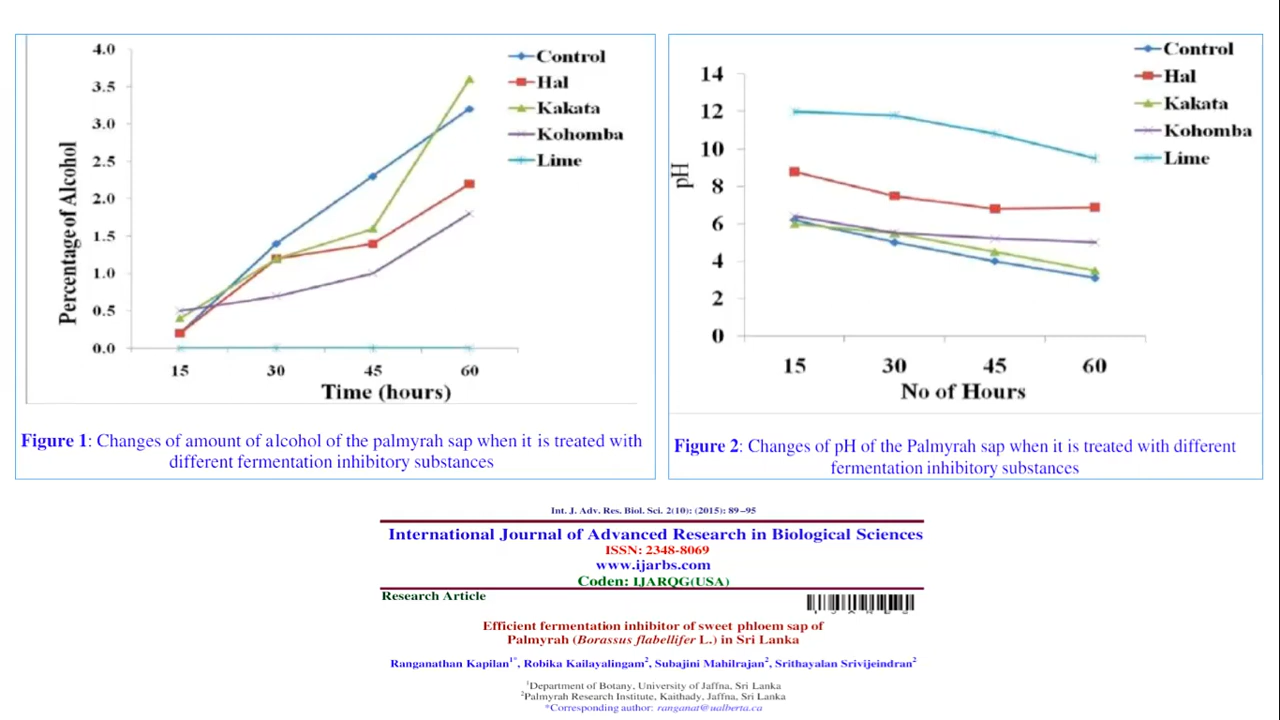 4.0
3.5
3.0
2.5
2.0
1.5
1.0
0.5
0.0
Percentage of Alcohol
15 30 45 60
Time (hours)
Control
Hal
Kakata
Kohomba
Lime
Figure 1: Changes of amount of alcohol of the palmyrah sap when it is treated with
different fermentation inhibitory substances
14
12
10
8
6
4
2
0
pH
15 30 45 60
No of Hours
Control
Hal
Kakata
Kohomba
Lime
Figure 2: Changes of pH of the Palmyrah sap when it is treated with different
fermentation inhibitory substances
Int. J. Adv. Res. Biol. Sci. 2(10): (2015): 89–95
International Journal of Advanced Research in Biological Sciences
ISSN: 2348-8069
www.ijarbs.com
Coden: IJARQG(USA)
Research Article
Efficient fermentation inhibitor of sweet phloem sap of
Palmyrah (Borassus flabellifer L.) in Sri Lanka
Ranganathan Kapilan1*, Robika Kailayalingam2, Subajini Mahilrajan2, Srithayalan Srivijeindran2
1Department of Botany, University of Jaffna, Sri Lanka
2Palmyrah Research Institute, Kaithady, Jaffna, Sri Lanka
*Corresponding author: ranganat@ualberta.ca